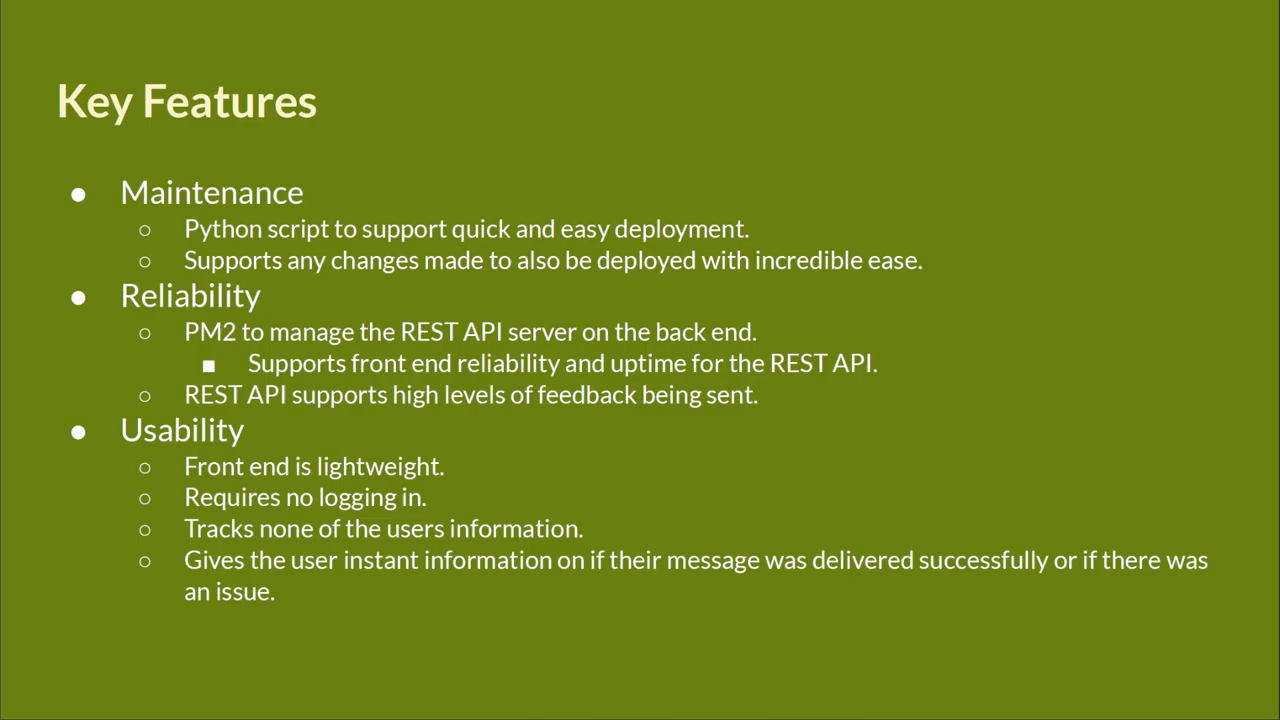 Key Features
● Maintenance
○ Python script to support quick and easy deployment.
○ Supports any changes made to also be deployed with incredible ease.
● Reliability
○ PM2 to manage the REST API server on the back end.
■ Supports front end reliability and uptime for the REST API.
○ REST API supports high levels of feedback being sent.
● Usability
○ Front end is lightweight.
○ Requires no logging in.
○ Tracks none of the users information.
○ Gives the user instant information on if their message was delivered successfully or if there was
an issue.